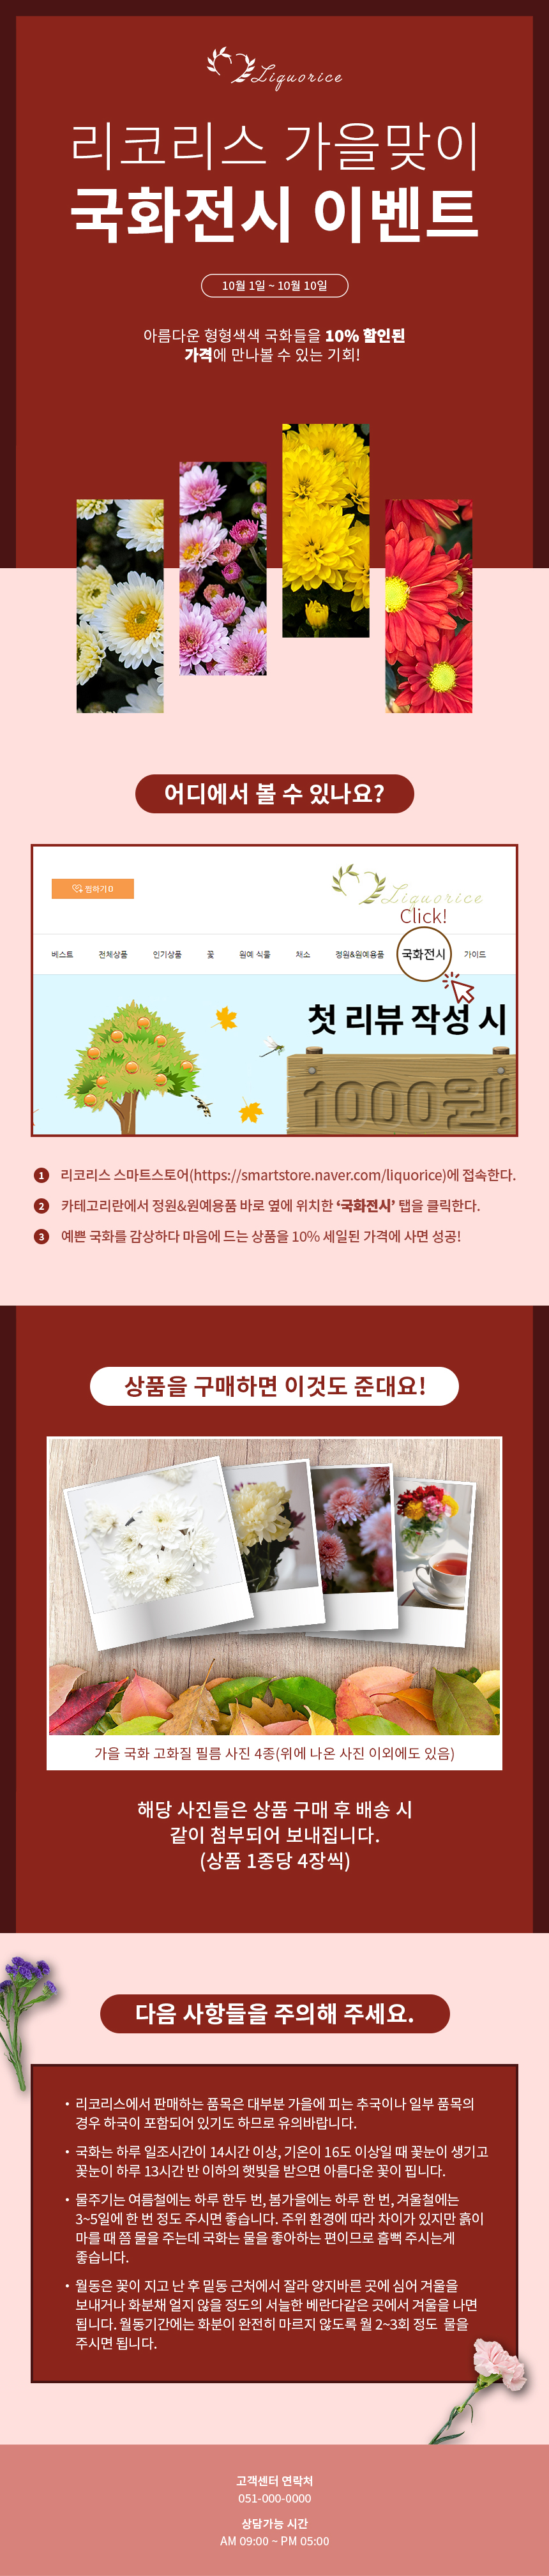 Liquorice
리코리스 가을맞이
국화전시 이벤트
10월 1일 ~ 10월 10일
아름다운 형형색색 국화들을 10% 할인된
가격에 만나볼 수 있는 기회!
어디에서 볼 수 있나요?
찜하기 0
Liquorice
Click!
베스트 전체상품 인기상품 꽃 원예 식물 채소 정원&원예용품 국화전시 가이드
첫 리뷰 작성 시
1000원!
1 리코리스 스마트스토어(https://smartstore.naver.com/liquorice)에 접속한다.
2 카테고리란에서 정원&원예용품 바로 옆에 위치한 ‘국화전시’ 탭을 클릭한다.
3 예쁜 국화를 감상하다 마음에 드는 상품을 10% 세일된 가격에 사면 성공!
상품을 구매하면 이것도 준대요!
가을 국화 고화질 필름 사진 4종(위에 나온 사진 이외에도 있음)
해당 사진들은 상품 구매 후 배송 시
같이 첨부되어 보내집니다.
(상품 1종당 4장씩)
다음 사항들을 주의해 주세요.
• 리코리스에서 판매하는 품목은 대부분 가을에 피는 추국이나 일부 품목의
경우 하국이 포함되어 있기도 하므로 유의바랍니다.
• 국화는 하루 일조시간이 14시간 이상, 기온이 16도 이상일 때 꽃눈이 생기고
꽃눈이 하루 13시간 반 이하의 햇빛을 받으면 아름다운 꽃이 핍니다.
• 물주기는 여름철에는 하루 한두 번, 봄가을에는 하루 한 번, 겨울철에는
3~5일에 한 번 정도 주시면 좋습니다. 주위 환경에 따라 차이가 있지만 흙이
마를 때 쯤 물을 주는데 국화는 물을 좋아하는 편이므로 흠뻑 주시는게
좋습니다.
• 월동은 꽃이 지고 난 후 밑동 근처에서 잘라 양지바른 곳에 심어 겨울을
보내거나 화분채 얼지 않을 정도의 서늘한 베란다같은 곳에서 겨울을 나면
됩니다. 월동기간에는 화분이 완전히 마르지 않도록 월 2~3회 정도 물을
주시면 됩니다.
고객센터 연락처
051-000-0000
상담가능 시간
AM 09:00 ~ PM 05:00